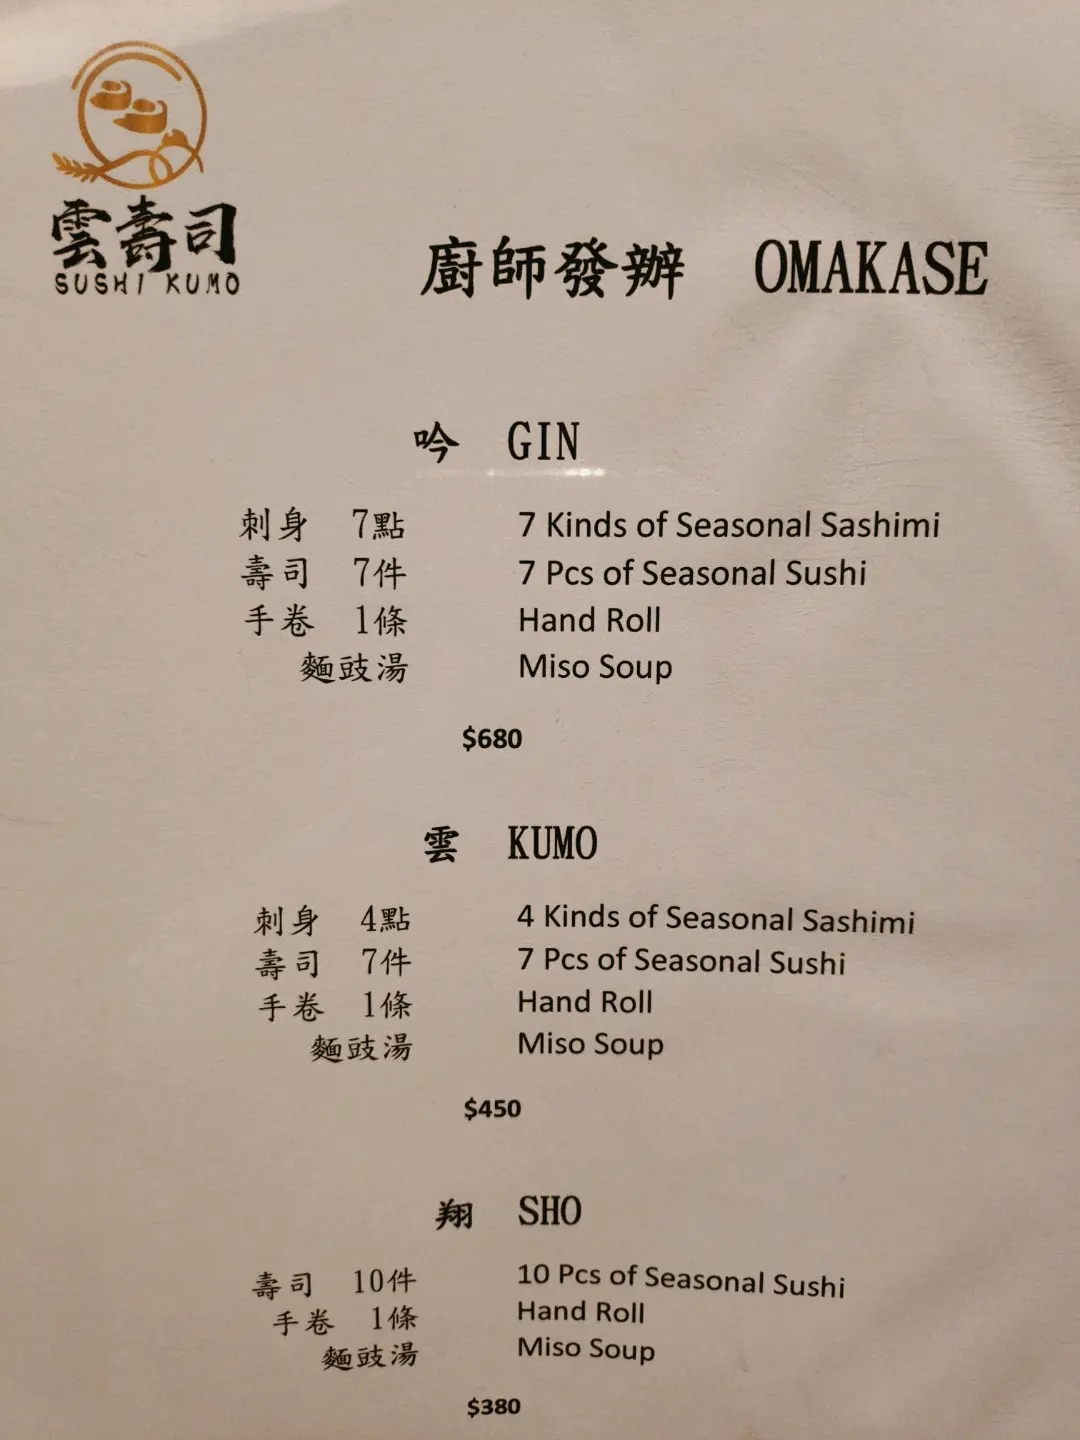 雲壽司
SUSHI KUMO
廚師發辦 OMAKASE
吟 GIN
刺身 7點 7 Kinds of Seasonal Sashimi
壽司 7件 7 Pcs of Seasonal Sushi
手卷 1條 Hand Roll
麵豉湯 Miso Soup
$680
雲 KUMO
刺身 4點 4 Kinds of Seasonal Sashimi
壽司 7件 7 Pcs of Seasonal Sushi
手卷 1條 Hand Roll
麵豉湯 Miso Soup
$450
翔 SHO
壽司 10件 10 Pcs of Seasonal Sushi
手卷 1條 Hand Roll
麵豉湯 Miso Soup
$380